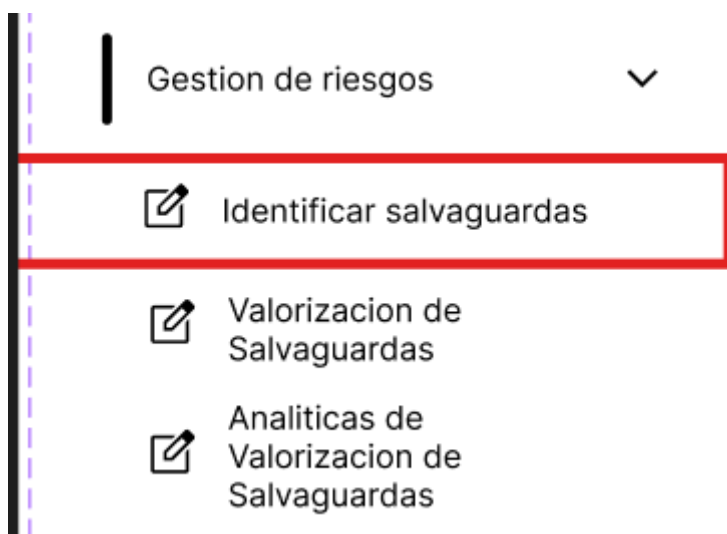 Gestion de riesgos
Identificar salvaguardas
Valorizacion de
Salvaguardas
Analiticas de
Valorizacion de
Salvaguardas